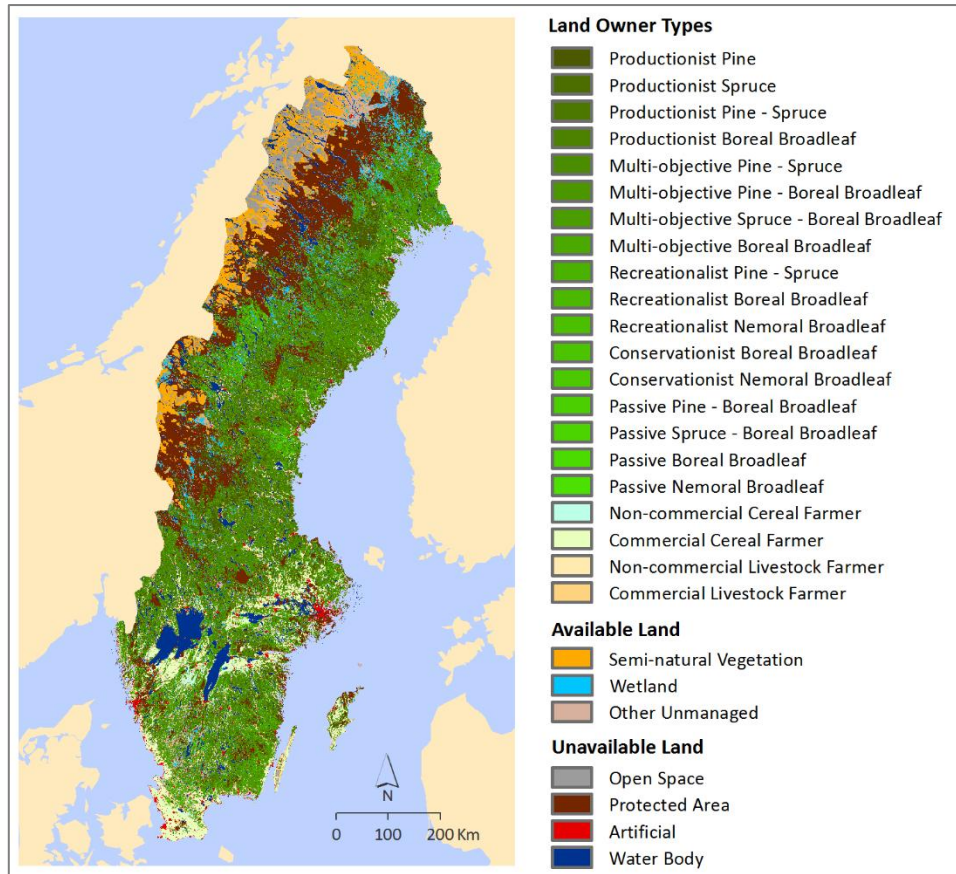 Land Owner Types
Productionist Pine
Productionist Spruce
Productionist Pine - Spruce
Productionist Boreal Broadleaf
Multi-objective Pine - Spruce
Multi-objective Pine - Boreal Broadleaf
Multi-objective Spruce - Boreal Broadleaf
Multi-objective Boreal Broadleaf
Recreationalist Pine - Spruce
Recreationalist Boreal Broadleaf
Recreationalist Nemoral Broadleaf
Conservationist Boreal Broadleaf
Conservationist Nemoral Broadleaf
Passive Pine - Boreal Broadleaf
Passive Spruce - Boreal Broadleaf
Passive Boreal Broadleaf
Passive Nemoral Broadleaf
Non-commercial Cereal Farmer
Commercial Cereal Farmer
Non-commercial Livestock Farmer
Commercial Livestock Farmer
Available Land
Semi-natural Vegetation
Wetland
Other Unmanaged
Unavailable Land
Open Space
Protected Area
Artificial
Water Body
N
0 100 200 Km